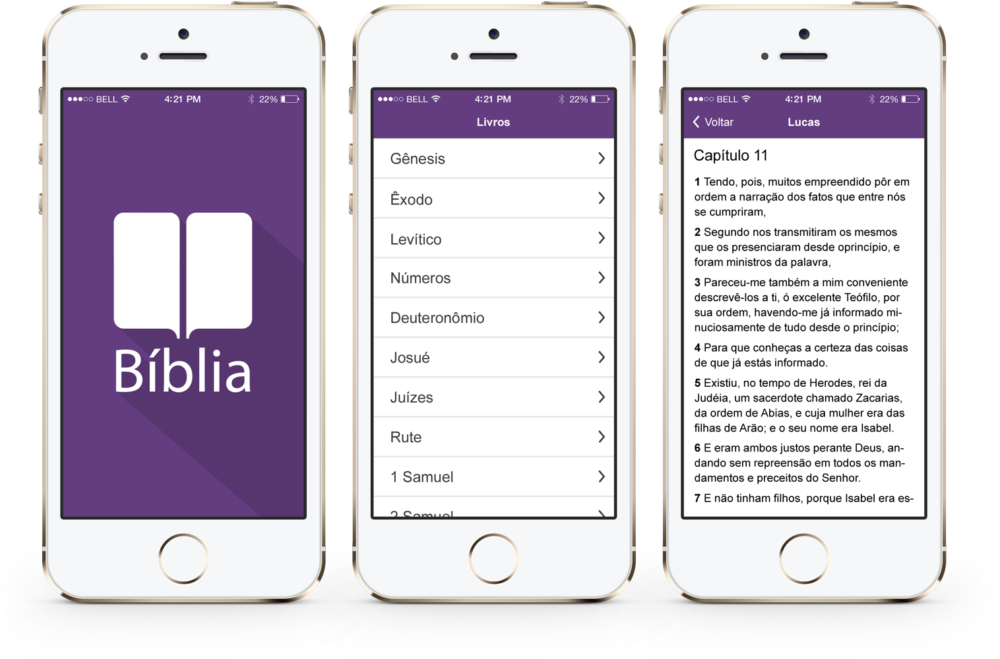 BELL 4:21 PM 22%
Bíblia
BELL 4:21 PM 22%
Livros
Gênesis
Êxodo
Levítico
Números
Deuteronômio
Josué
Juízes
Rute
1 Samuel
2 Samuel
BELL 4:21 PM 22%
Voltar Lucas
Capítulo 11
1 Tendo, pois, muitos empreendido pôr em
ordem a narração dos fatos que entre nós
se cumpriram,
2 Segundo nos transmitiram os mesmos
que os presenciaram desde oprincípio, e
foram ministros da palavra,
3 Pareceu-me também a mim conveniente
descrevê-los a ti, ó excelente Teófilo, por
sua ordem, havendo-me já informado mi-
nuciosamente de tudo desde o princípio;
4 Para que conheças a certeza das coisas
de que já estás informado.
5 Existiu, no tempo de Herodes, rei da
Judéia, um sacerdote chamado Zacarias,
da ordem de Abias, e cuja mulher era das
filhas de Arão; e o seu nome era Isabel.
6 E eram ambos justos perante Deus, an-
dando sem repreensão em todos os man-
damentos e preceitos do Senhor.
7 E não tinham filhos, porque Isabel era es-